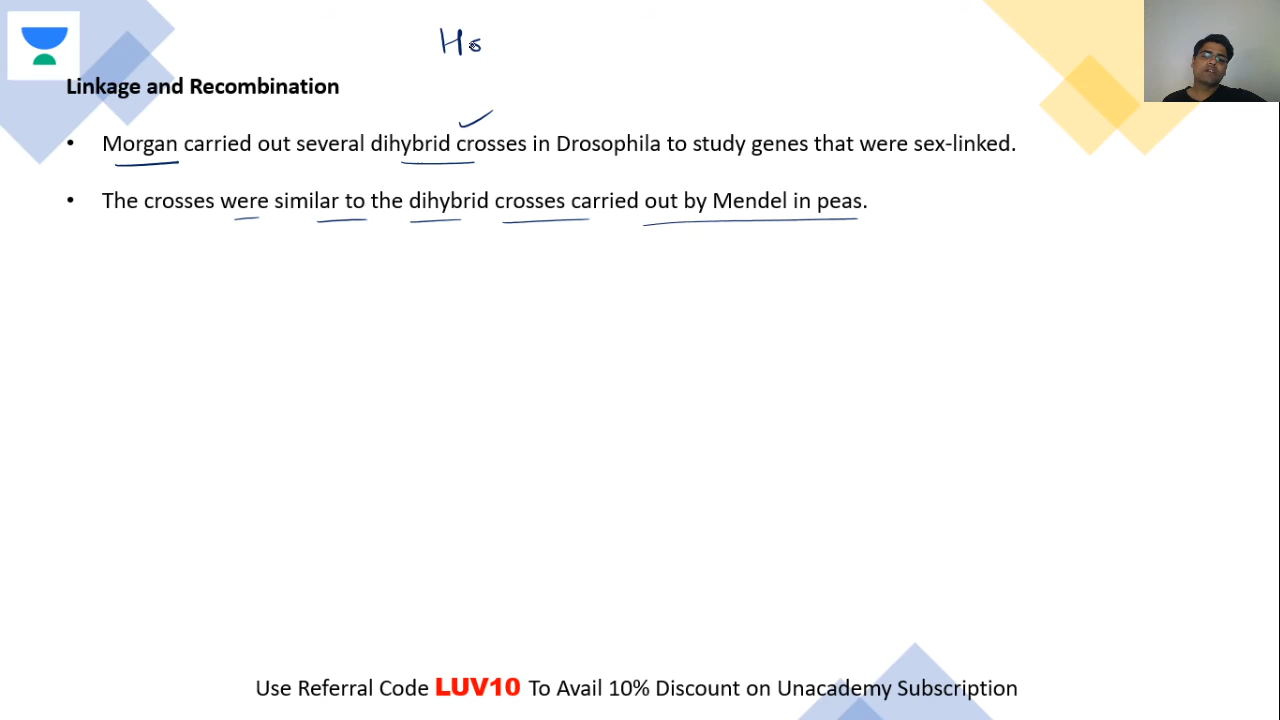 Ho
Linkage and Recombination
• Morgan carried out several dihybrid crosses in Drosophila to study genes that were sex-linked.
• The crosses were similar to the dihybrid crosses carried out by Mendel in peas.
Use Referral Code LUV10 To Avail 10% Discount on Unacademy Subscription